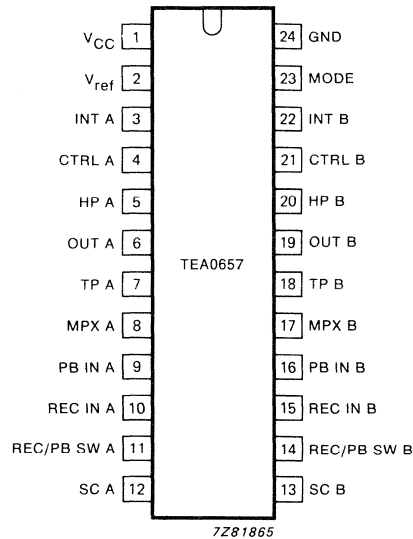 VCC 1 24 GND
Vref 2 23 MODE
INT A 3 22 INT B
CTRL A 4 21 CTRL B
HP A 5 20 HP B
OUT A 6 19 OUT B
TEA0657
TP A 7 18 TP B
MPX A 8 17 MPX B
PB IN A 9 16 PB IN B
REC IN A 10 15 REC IN B
REC/PB SW A 11 14 REC/PB SW B
SC A 12 13 SC B
7Z81865